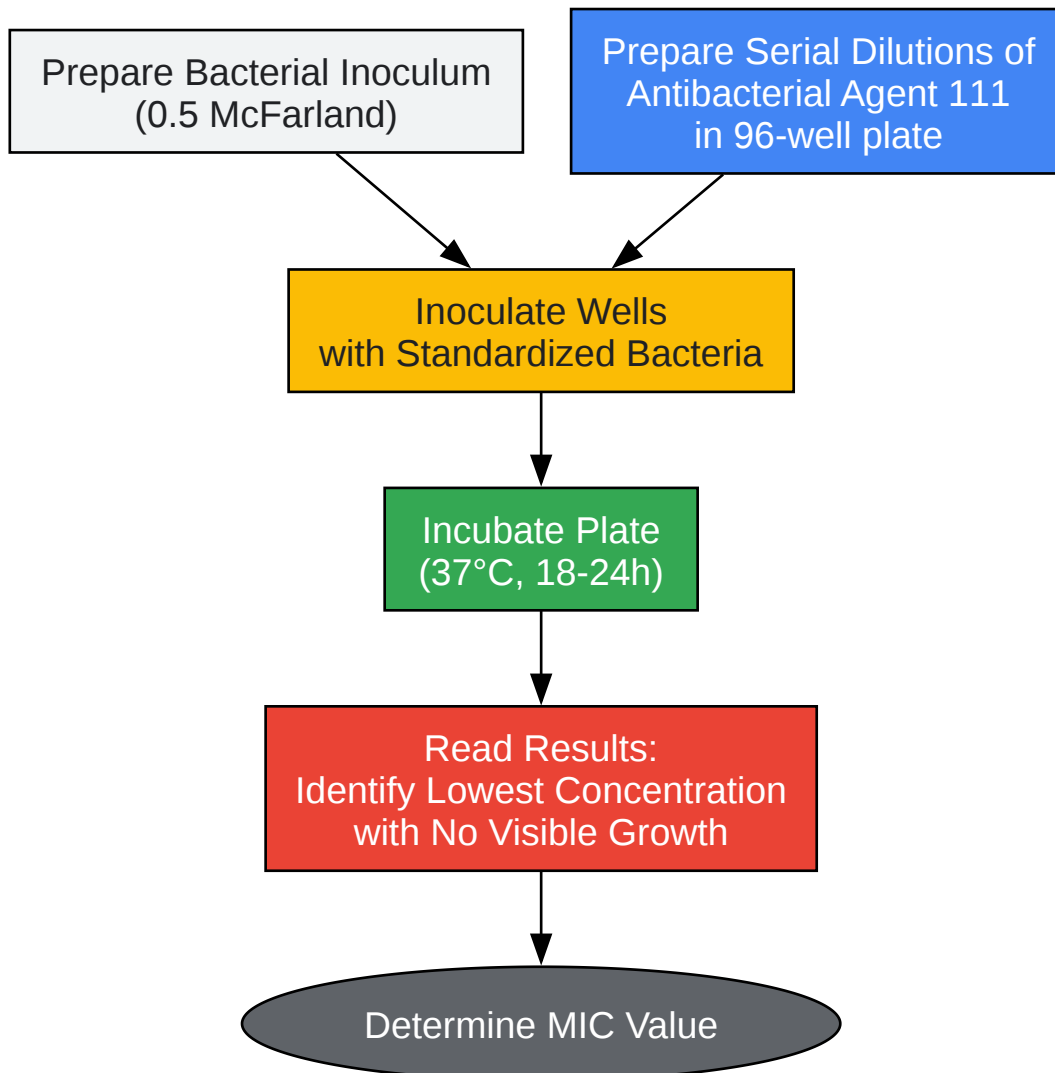 Prepare Bacterial Inoculum
(0.5 McFarland)
Prepare Serial Dilutions of
Antibacterial Agent 111
in 96-well plate
Inoculate Wells
with Standardized Bacteria
Incubate Plate
(37°C, 18-24h)
Read Results:
Identify Lowest Concentration
with No Visible Growth
Determine MIC Value